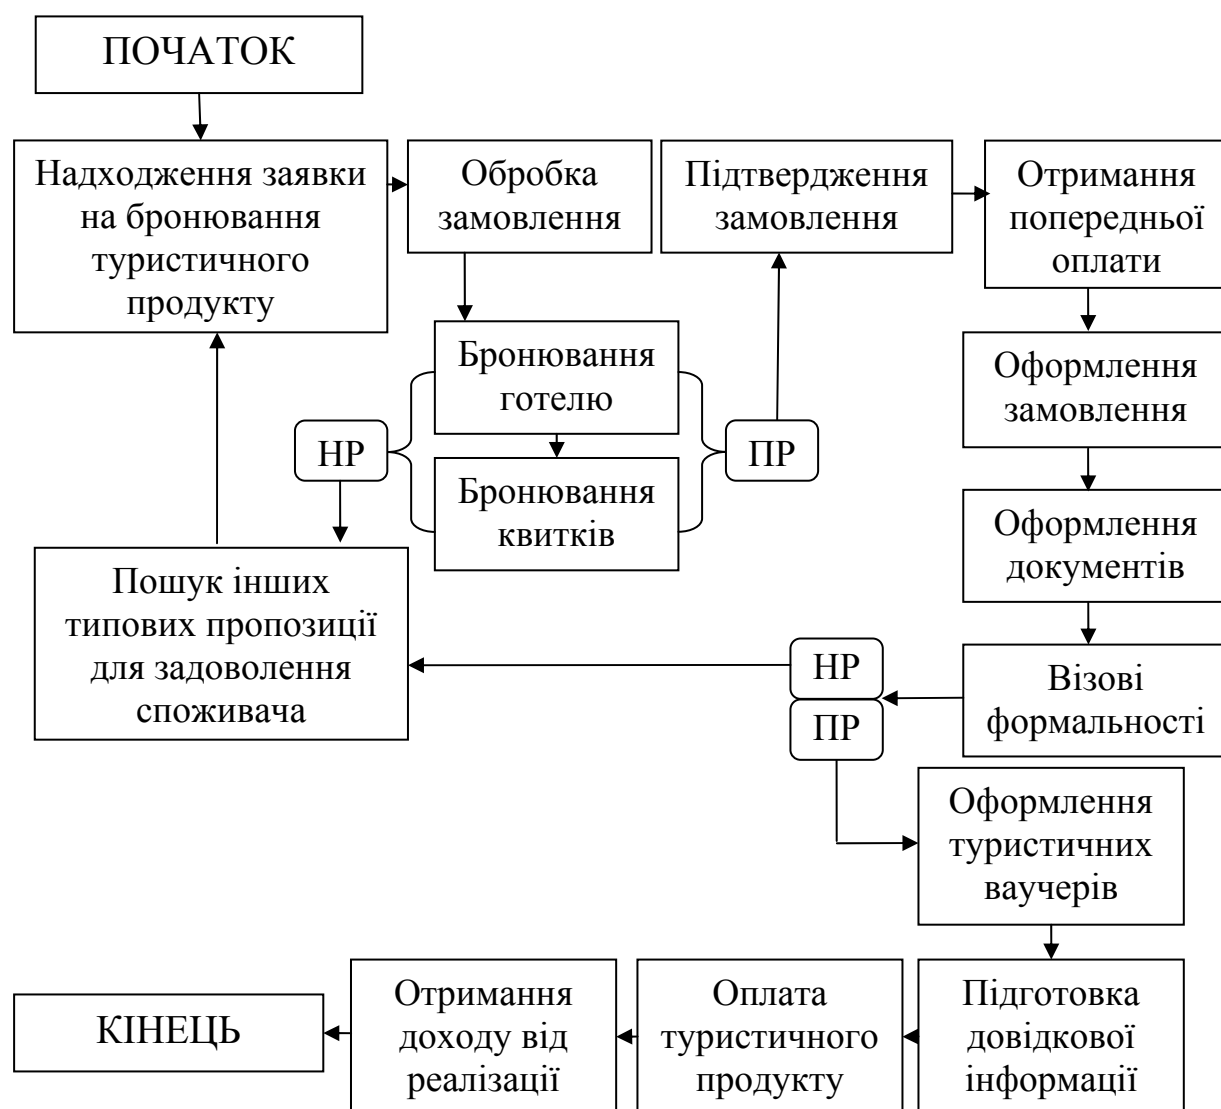 ПОЧАТОК
Надходження заявки
на бронювання
туристичного
продукту
Обробка
замовлення
Підтвердження
замовлення
Отримання
попередньої
оплати
Бронювання
готелю
Оформлення
замовлення
НР
ПР
Бронювання
квитків
Оформлення
документів
Пошук інших
типових пропозиції
для задоволення
споживача
НР
ПР
Візові
формальності
Оформлення
туристичних
ваучерів
КІНЕЦЬ
Отримання
доходу від
реалізації
Оплата
туристичного
продукту
Підготовка
довідкової
інформації